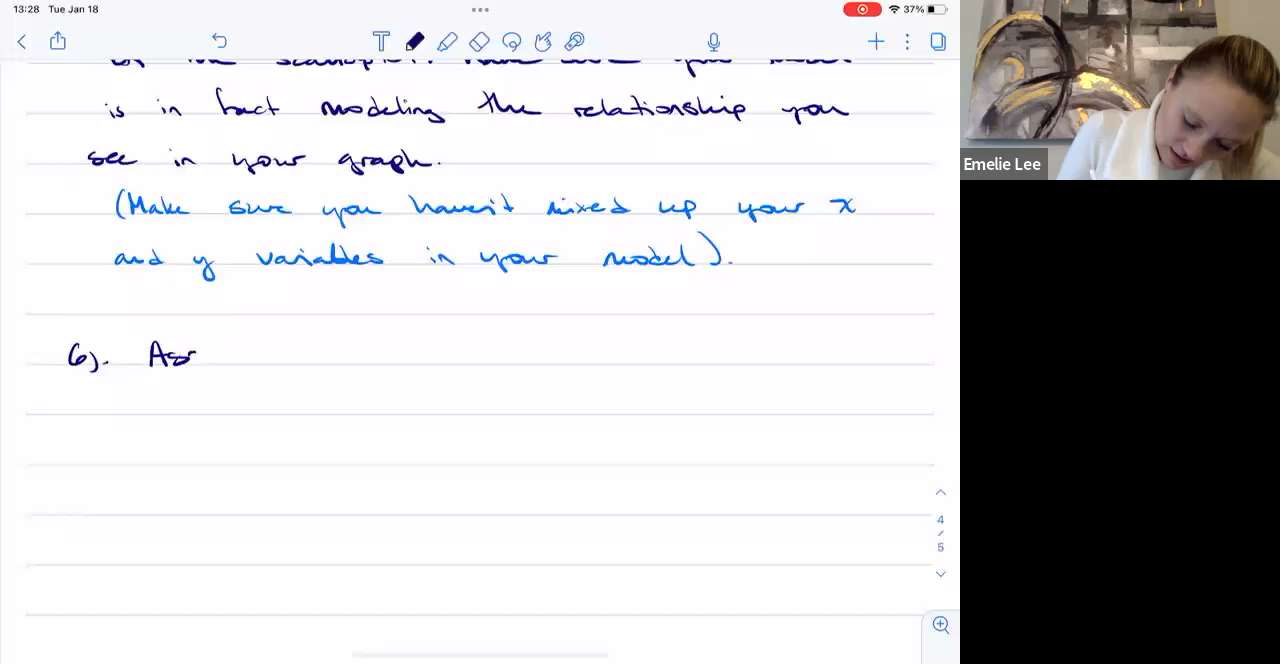 13:28 Tue Jan 18
37%
is in fact modeling the relationship you
see in your graph.
(Make sure you haven't mixed up your x
and y variables in your model).
6).
4
/
5
Emelie Lee